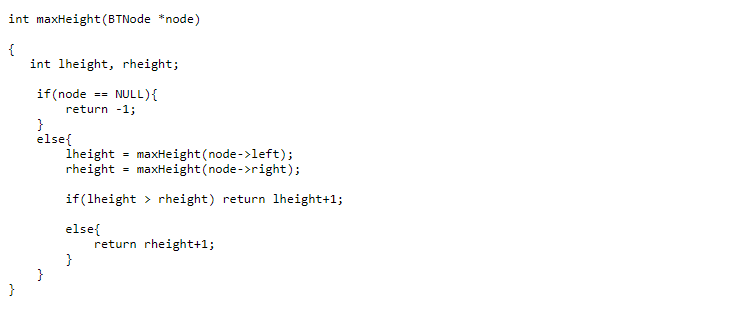 int maxHeight(BTNode *node)
{
int lheight, rheight;
if(node == NULL){
return -1;
}
else{
lheight = maxHeight(node->left);
rheight = maxHeight(node->right);
if(lheight > rheight) return lheight+1;
else{
return rheight+1;
}
}
}